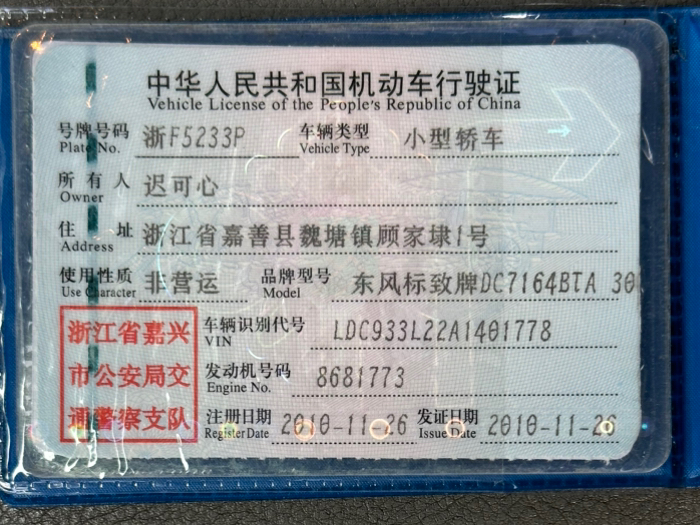 中华人民共和国机动车行驶证
Vehicle License of the People's Republic of China
号牌号码 浙F5233P 车辆类型 小型轿车
Plate No. Vehicle Type
所有人 迟可心
Owner
住址 浙江省嘉善县魏塘镇顾家埭1号
Address
使用性质 非营运 品牌型号 东风标致牌DC7164BTA 30
Use Character Model
浙江省嘉兴
市公安局交
通警察支队
车辆识别代号 LDC933L22A1401778
VIN
发动机号码 8681773
Engine No.
注册日期 2010-11-26 发证日期 2010-11-26
Register Date Issue Date